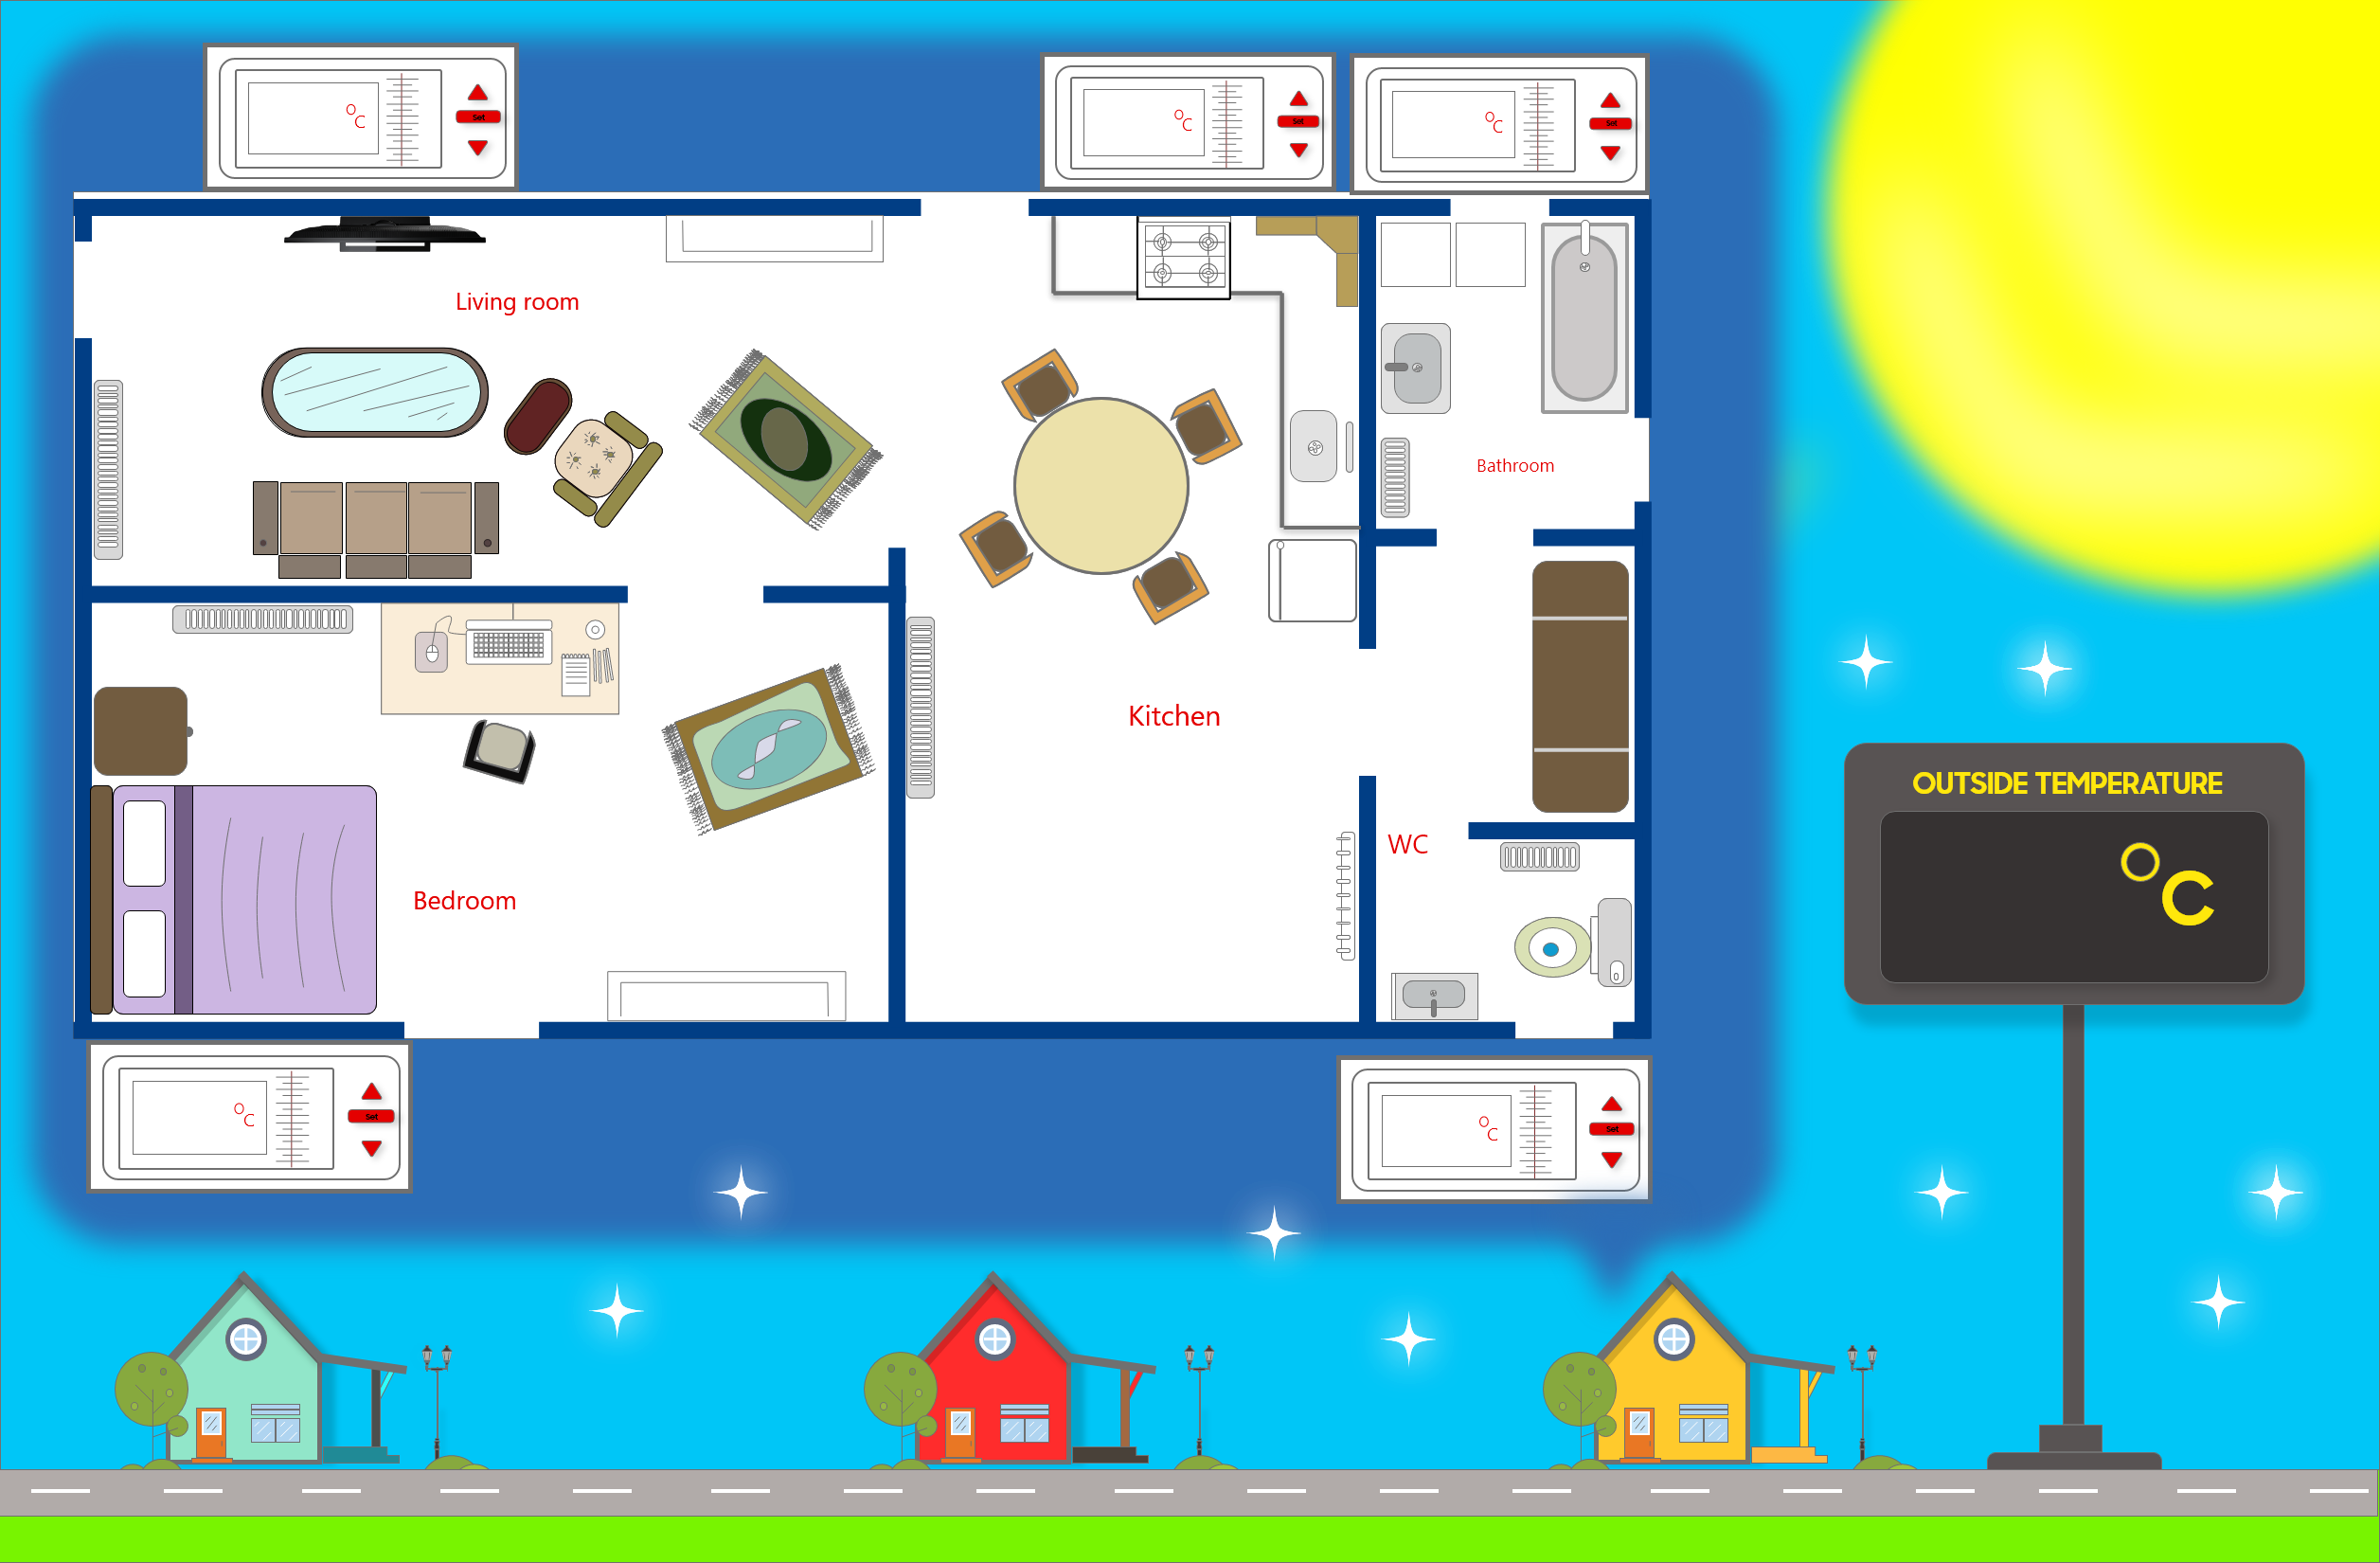 °C
Set
°C
Set
°C
Set
Living room
Bathroom
Kitchen
OUTSIDE TEMPERATURE
°C
WC
Bedroom
°C
Set
°C
Set